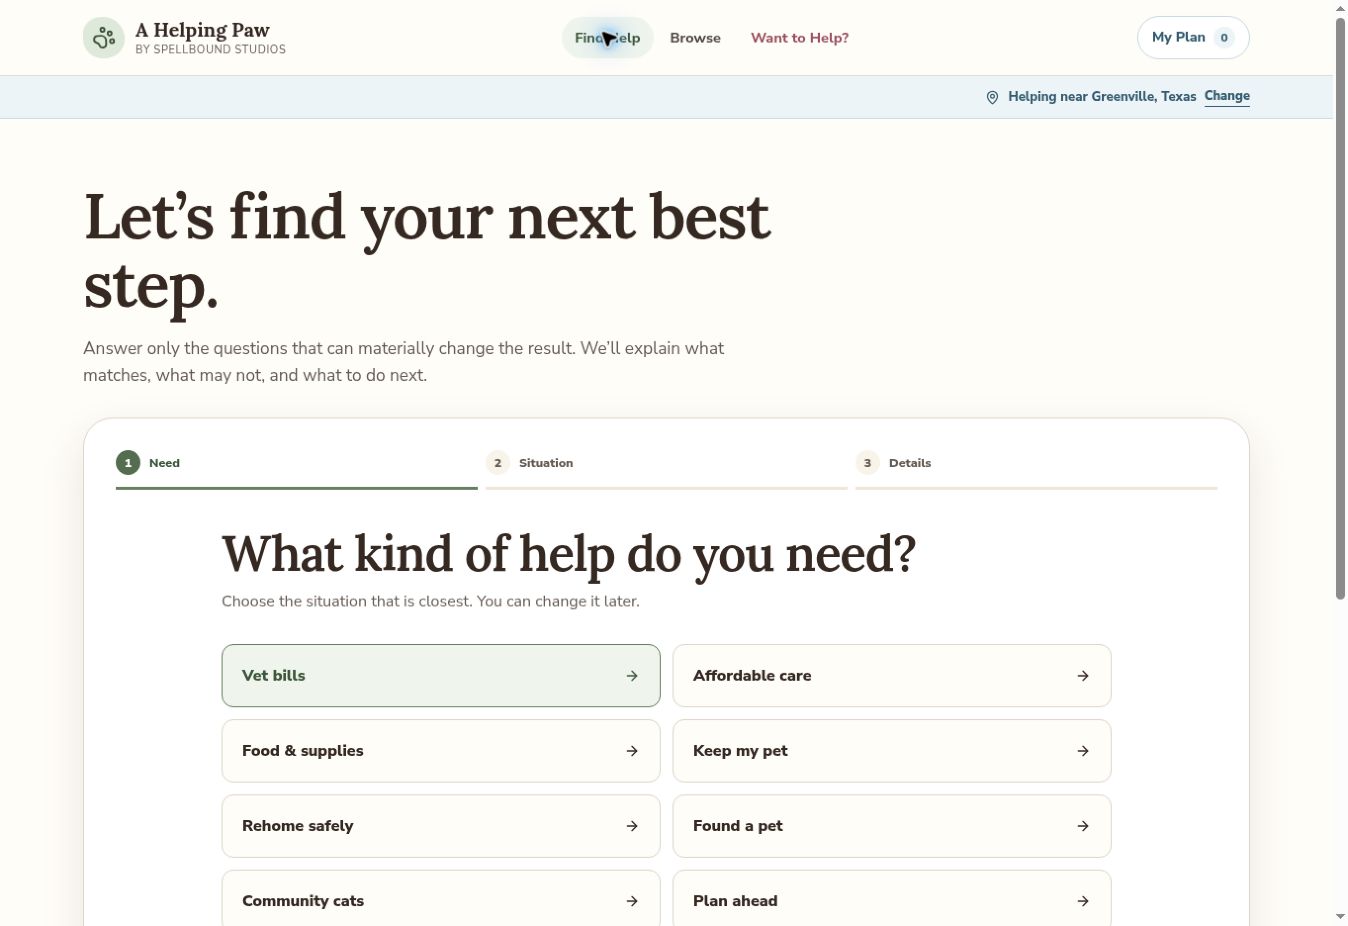 A Helping Paw
BY SPELLBOUND STUDIOS
Find Help
Browse
Want to Help?
My Plan 0
Helping near Greenville, Texas Change
Let’s find your next best
step.
Answer only the questions that can materially change the result. We’ll explain what
matches, what may not, and what to do next.
1 Need
2 Situation
3 Details
What kind of help do you need?
Choose the situation that is closest. You can change it later.
Vet bills
Affordable care
Food & supplies
Keep my pet
Rehome safely
Found a pet
Community cats
Plan ahead